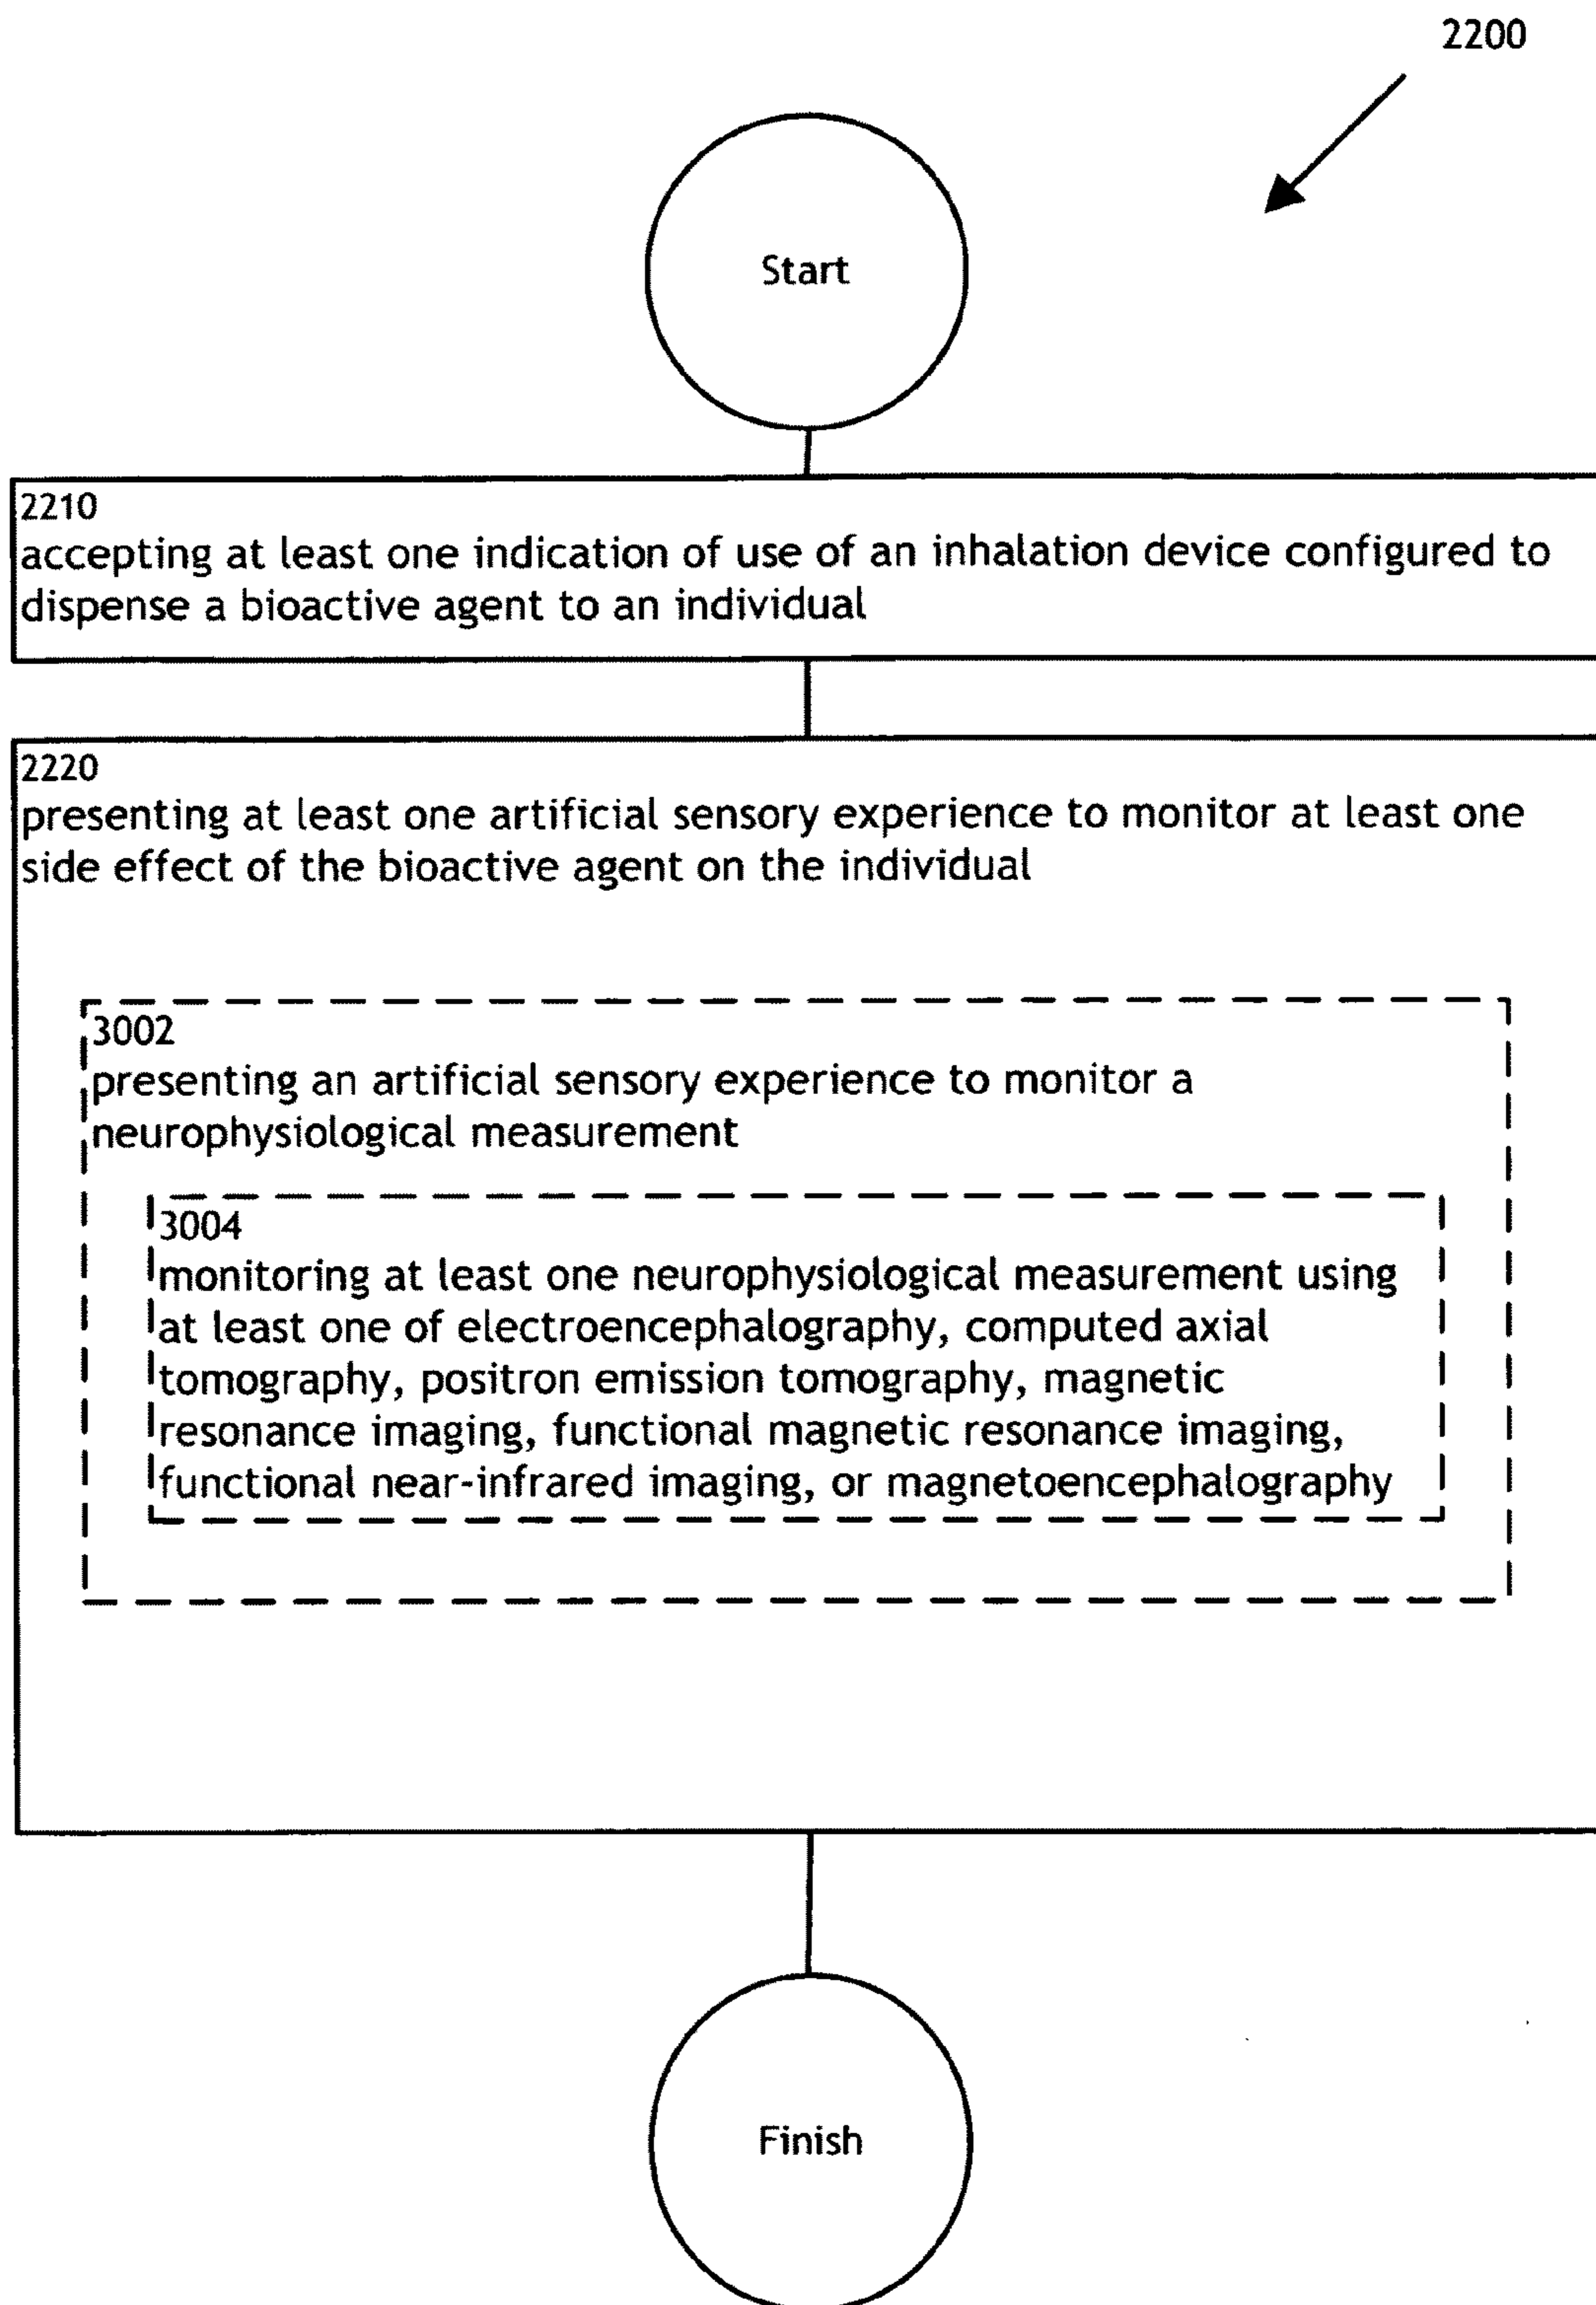 2200
Start
2210
accepting at least one indication of use of an inhalation device configured to
dispense a bioactive agent to an individual
2220
presenting at least one artificial sensory experience to monitor at least one
side effect of the bioactive agent on the individual
3002
presenting an artificial sensory experience to monitor a
neurophysiological measurement
3004
monitoring at least one neurophysiological measurement using
at least one of electroencephalography, computed axial
tomography, positron emission tomography, magnetic
resonance imaging, functional magnetic resonance imaging,
functional near-infrared imaging, or magnetoencephalography
Finish